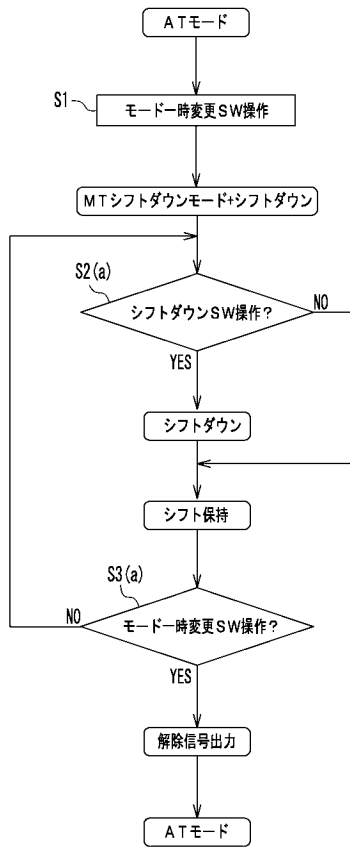 ATモード
S1
モード一時変更SW操作
MTシフトダウンモード+シフトダウン
S2(a)
シフトダウンSW操作?
NO
YES
シフトダウン
シフト保持
S3(a)
NO
モード一時変更SW操作?
YES
解除信号出力
ATモード